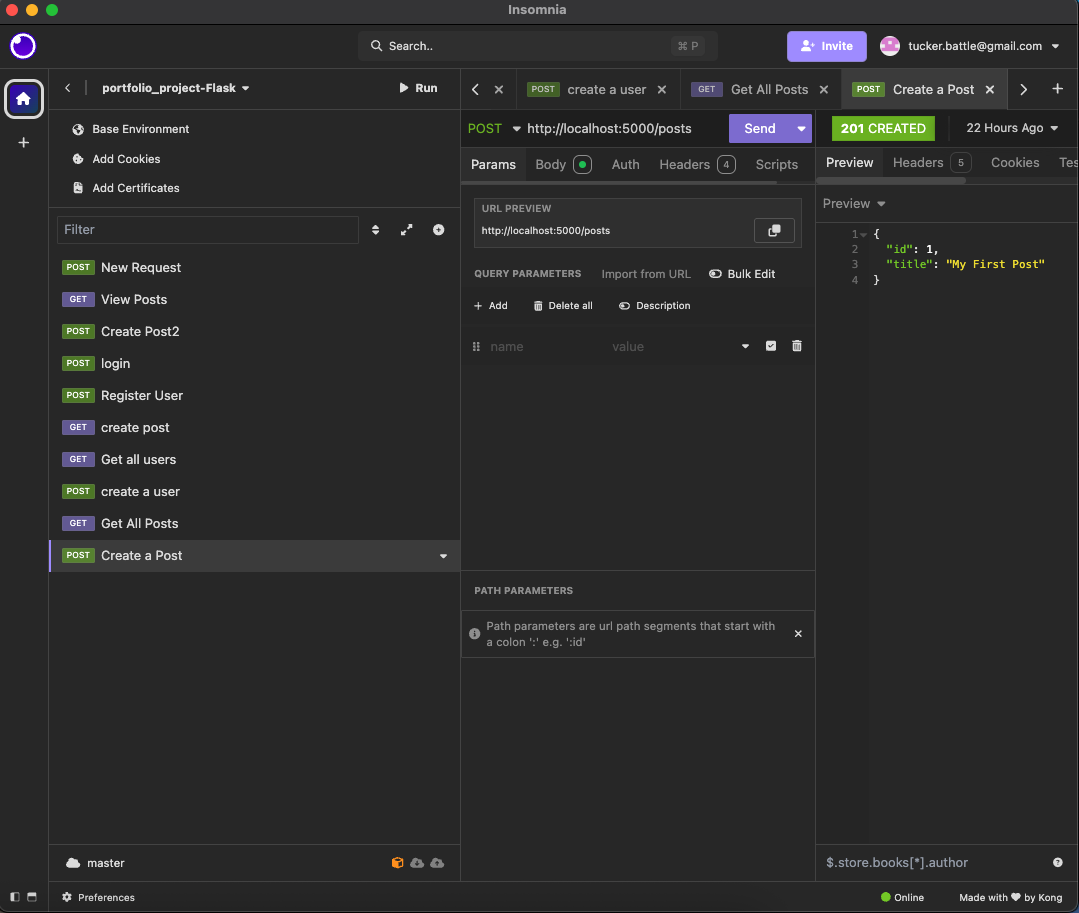 Insomnia
Search..
⌘ P
Invite
tucker.battle@gmail.com
portfolio_project-Flask
Run
Base Environment
Add Cookies
Add Certificates
Filter
POST New Request
GET View Posts
POST Create Post2
POST login
POST Register User
GET create post
GET Get all users
POST create a user
GET Get All Posts
POST Create a Post
master
POST create a user
GET Get All Posts
POST Create a Post
POST http://localhost:5000/posts
Send
Params
Body
Auth
Headers 4
Scripts
URL PREVIEW
http://localhost:5000/posts
QUERY PARAMETERS
Import from URL
Bulk Edit
Add
Delete all
Description
name
value
PATH PARAMETERS
Path parameters are url path segments that start with
a colon ':' e.g. ':id'
201 CREATED
22 Hours Ago
Preview
Headers 5
Cookies
Tes
Preview
1 {
2 "id": 1,
3 "title": "My First Post"
4 }
$.store.books[*].author
Preferences
Online
Made with ♥ by Kong